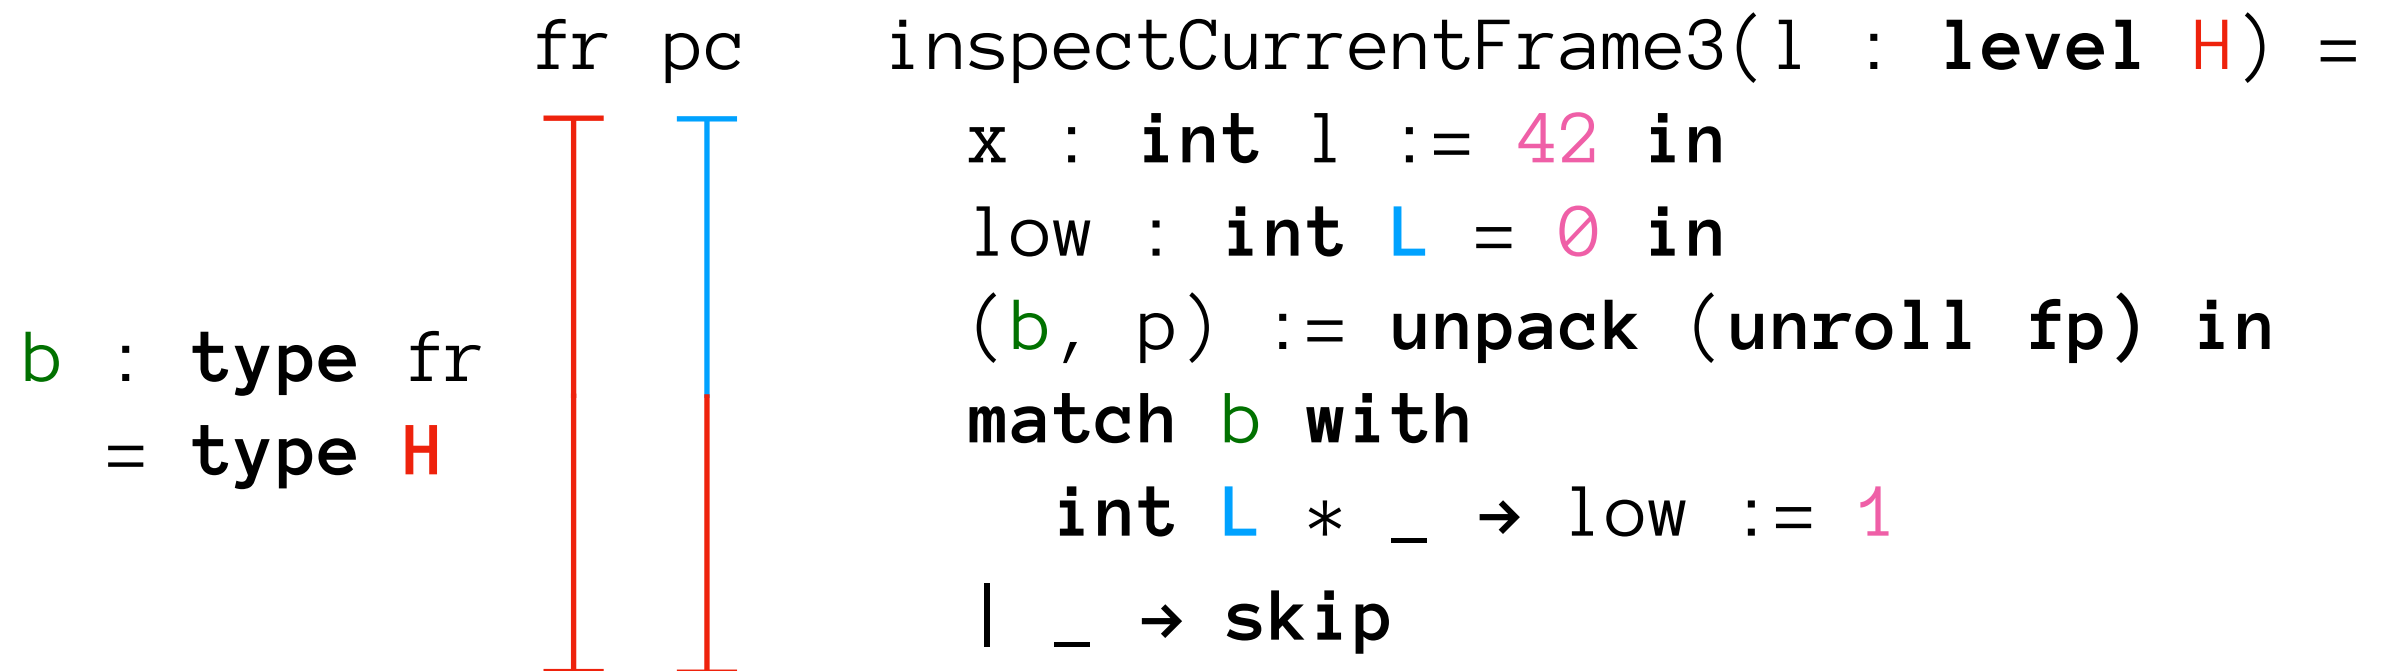 fr pc inspectCurrentFrame3(l : level H) =
x : int l := 42 in
low : int L = 0 in
(b, p) := unpack (unroll fp) in
b : type fr
match b with
= type H
int L * _ → low := 1
| _ → skip